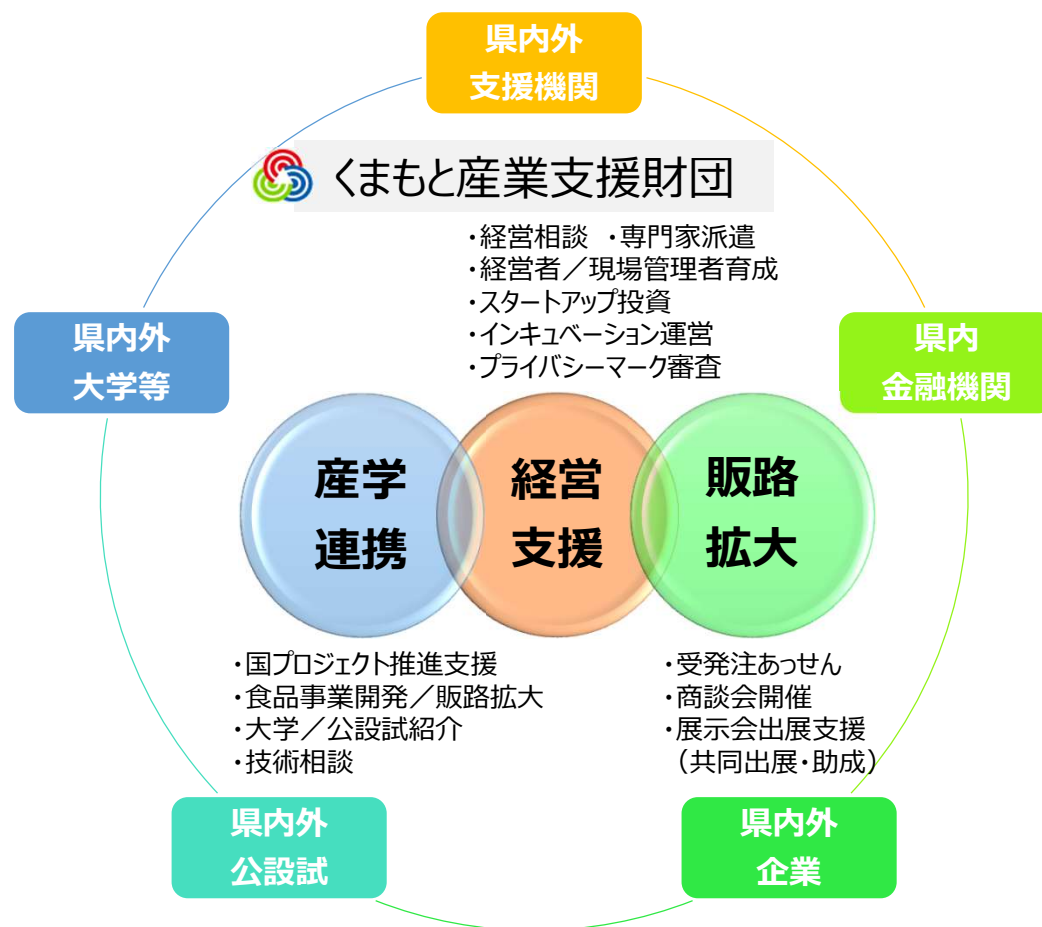 県内外
支援機関
くまもと産業支援財団
・経営相談 ・専門家派遣
・経営者／現場管理者育成
・スタートアップ投資
・インキュベーション運営
・プライバシーマーク審査
県内外
大学等
県内
金融機関
産学
連携
経営
支援
販路
拡大
・国プロジェクト推進支援
・食品事業開発／販路拡大
・大学／公設試紹介
・技術相談
・受発注あっせん
・商談会開催
・展示会出展支援
（共同出展・助成）
県内外
公設試
県内外
企業